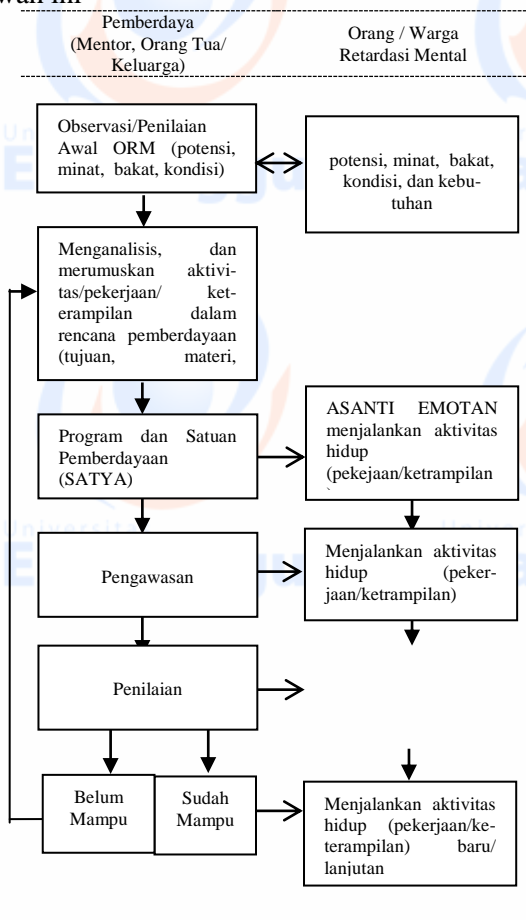 wah ini
Pemberdaya
(Mentor, Orang Tua/
Keluarga)
Orang / Warga
Retardasi Mental
Observasi/Penilaian
Awal ORM (potensi,
minat, bakat, kondisi)
potensi, minat, bakat,
kondisi, dan kebu-
tuhan
Menganalisis, dan
merumuskan aktivi-
tas/pekerjaan/ ket-
erampilan dalam
rencana pemberdayaan
(tujuan, materi,
Program dan Satuan
Pemberdayaan
(SATYA)
ASANTI EMOTAN
menjalankan aktivitas
hidup
(pekejaan/ketrampilan
Pengawasan
Menjalankan aktivitas
hidup (peker-
jaan/ketrampilan)
Penilaian
Belum
Mampu
Sudah
Mampu
Menjalankan aktivitas
hidup (pekerjaan/ke-
terampilan) baru/
lanjutan